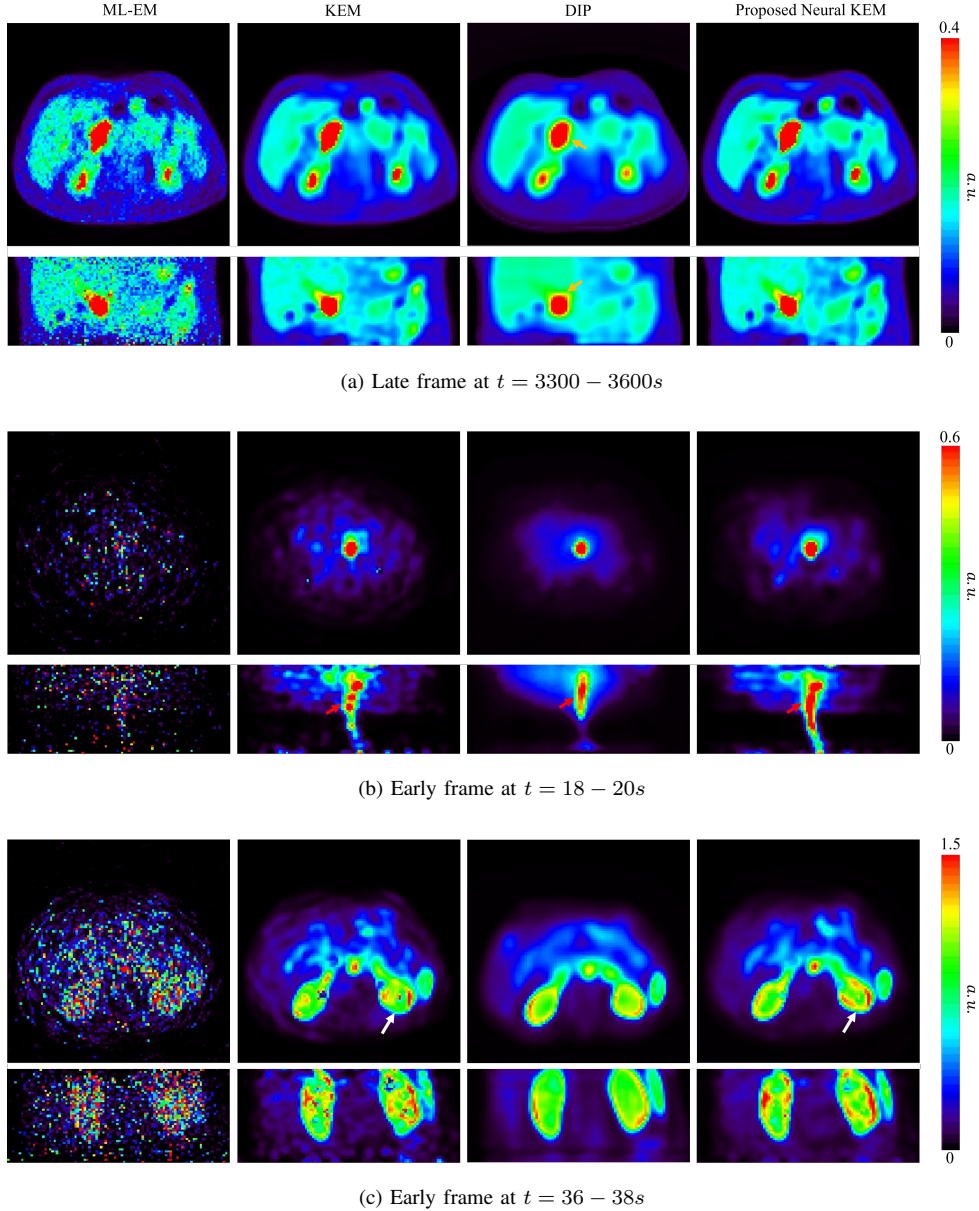 ML-EM KEM DIP Proposed Neural KEM
0.4
a.u.
0
(a) Late frame at t = 3300 − 3600s
0.6
a.u.
0
(b) Early frame at t = 18 − 20s
1.5
a.u.
0
(c) Early frame at t = 36 − 38s